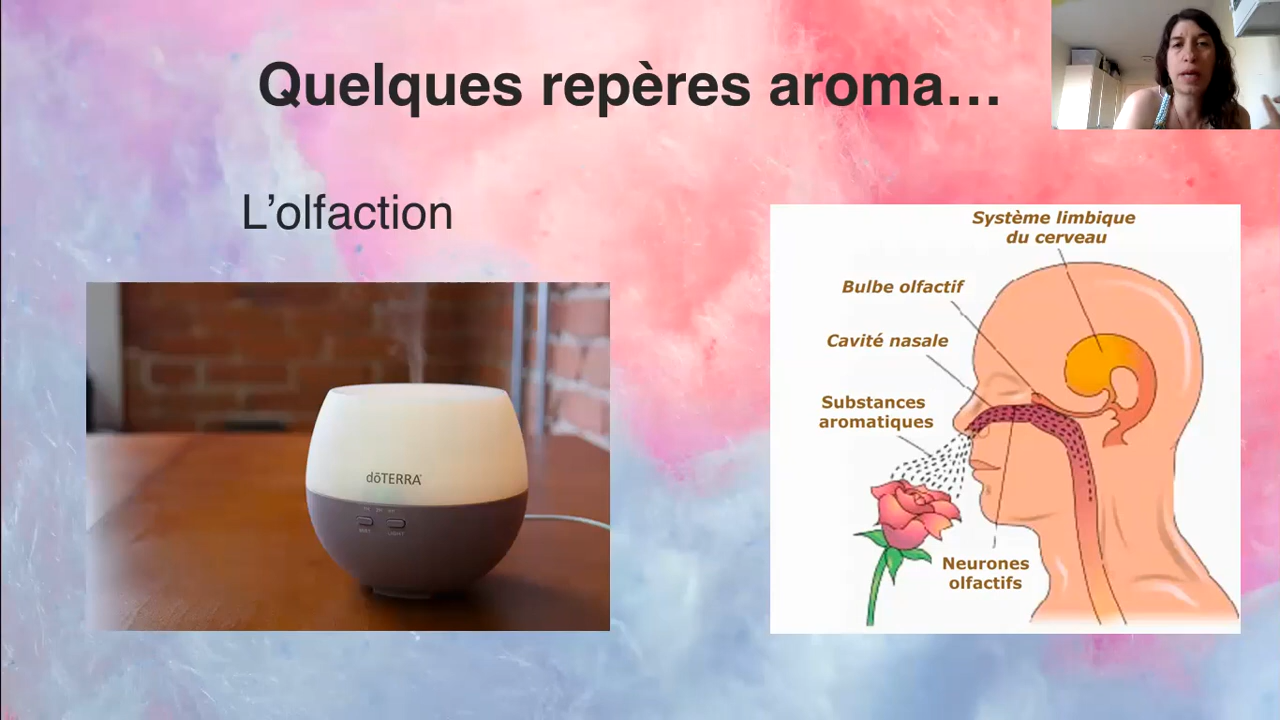 Quelques repères aroma…
L’olfaction
dōTERRA
Système limbique
du cerveau
Bulbe olfactif
Cavité nasale
Substances
aromatiques
Neurones
olfactifs